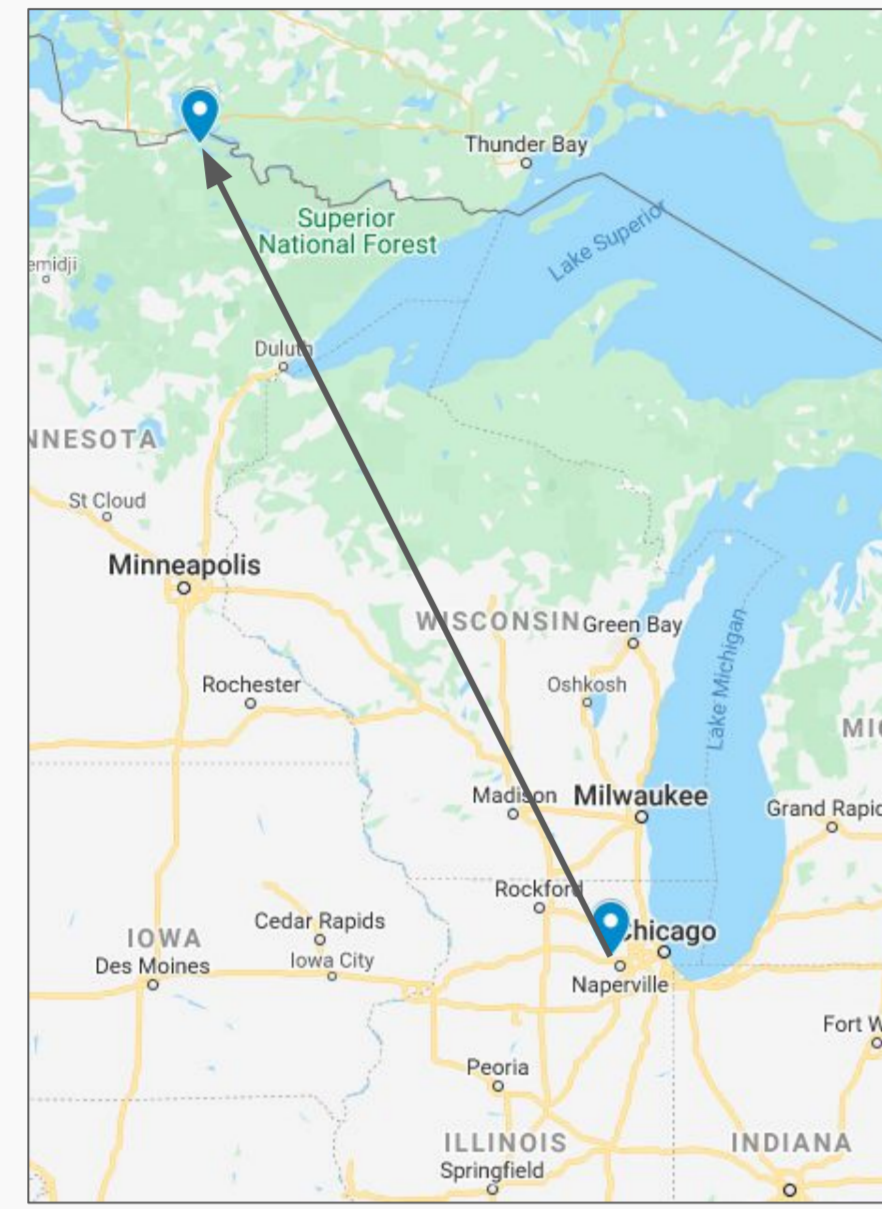 Thunder Bay
Superior
National Forest
Lake Superior
emidji
Duluth
NNESOTA
St Cloud
Minneapolis
WISCONSIN
Green Bay
Rochester
Oshkosh
Lake Michigan
MIC
Madison
Milwaukee
Grand Rapid
Rockford
Cedar Rapids
Chicago
IOWA
Iowa City
Des Moines
Naperville
Fort W
Peoria
ILLINOIS
INDIANA
Springfield